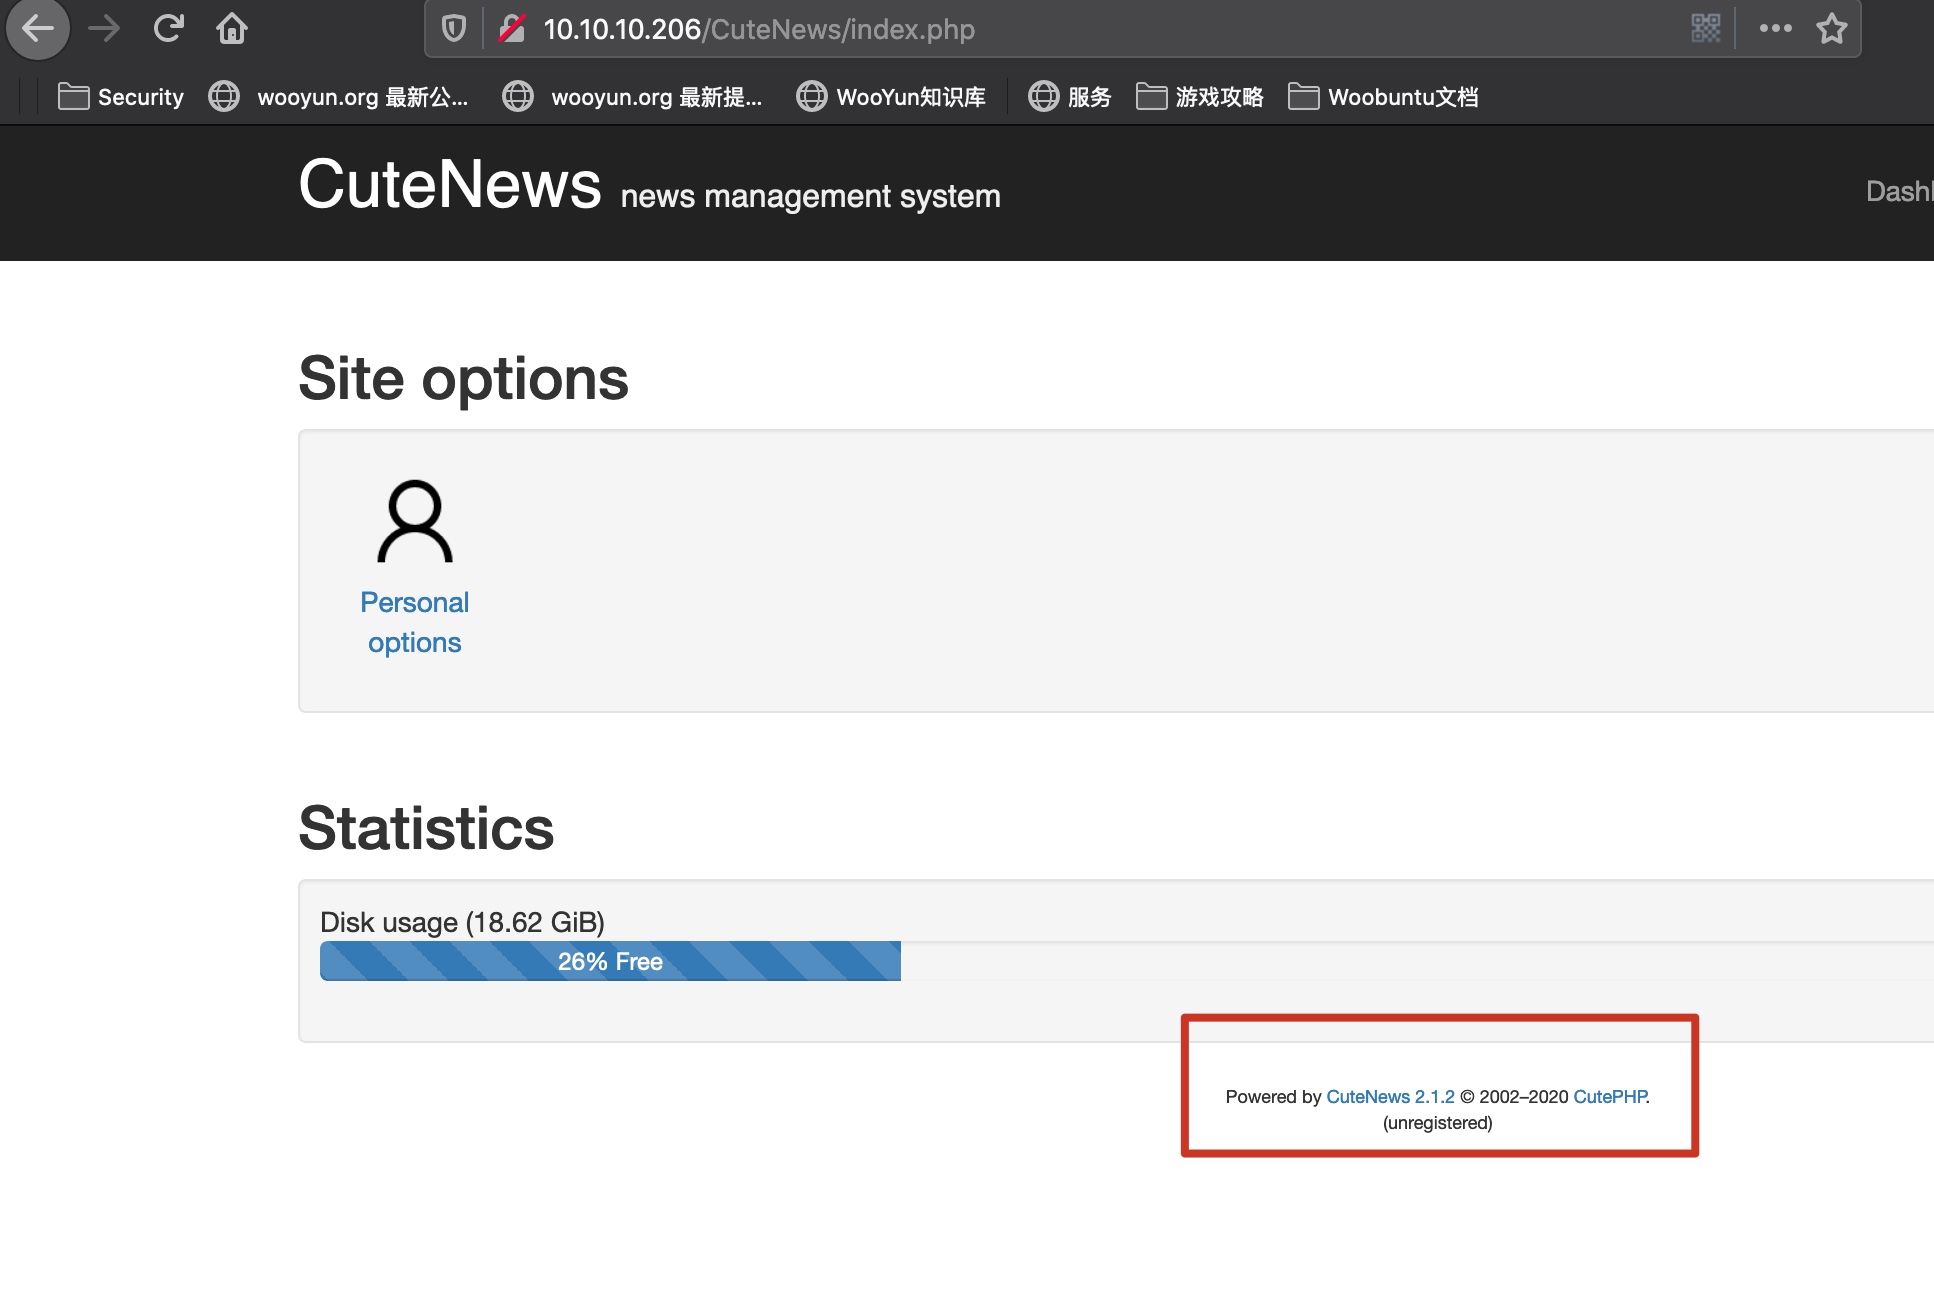 10.10.10.206/CuteNews/index.php
Security wooyun.org 最新公... wooyun.org 最新提... WooYun知识库 服务 游戏攻略 Woobuntu文档
CuteNews news management system
Site options
Personal
options
Statistics
Disk usage (18.62 GiB)
26% Free
Powered by CuteNews 2.1.2 © 2002–2020 CutePHP.
(unregistered)